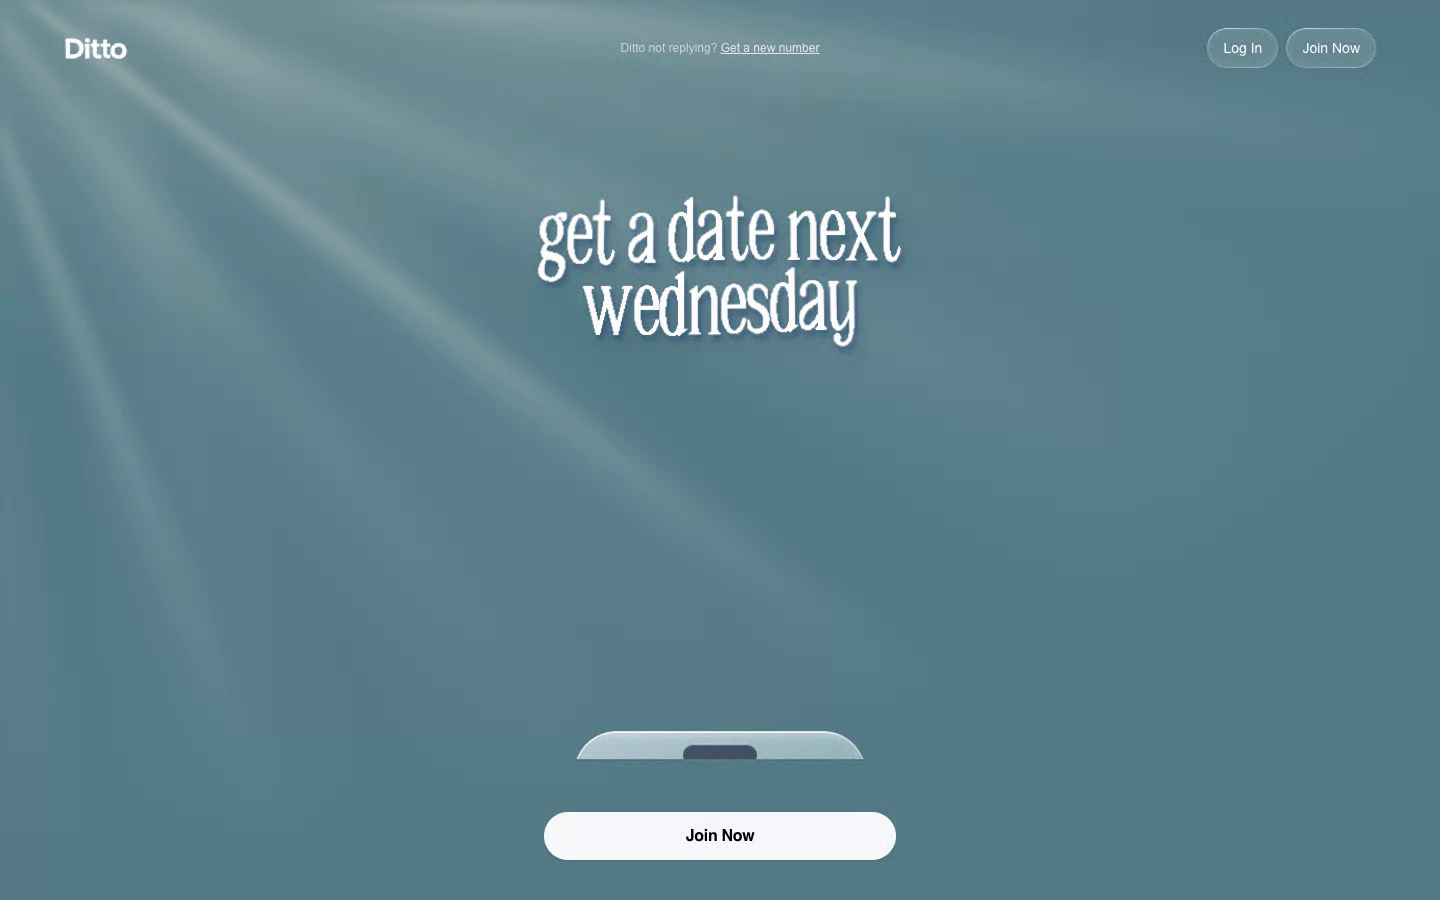 Ditto
Ditto not replying? Get a new number
Log In
Join Now
get a date next
wednesday
Join Now